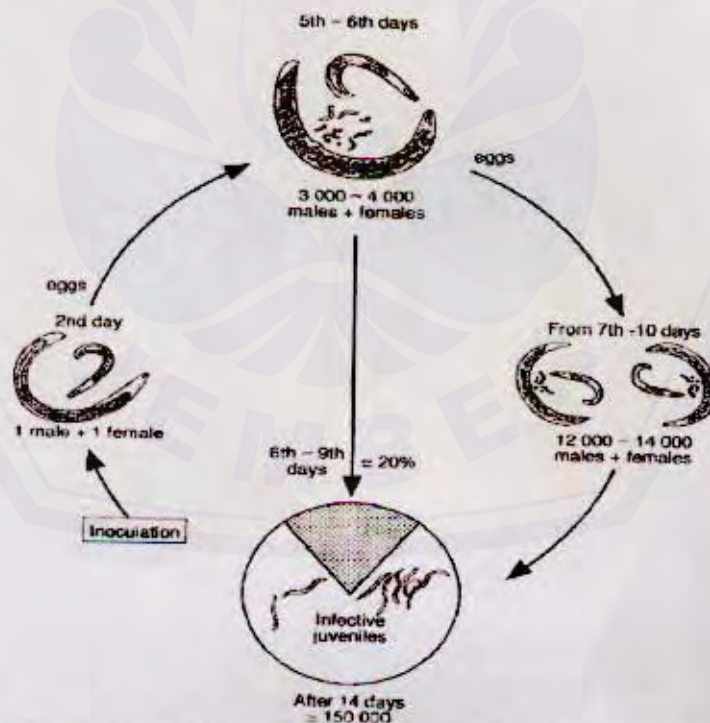 5th – 6th days
3 000 – 4 000
males + females
eggs
eggs
2nd day
1 male + 1 female
Inoculation
From 7th -10 days
12 000 – 14 000
males + females
6th – 9th
days
= 20%
Infective
juveniles
After 14 days
= 150 000
JEMBER